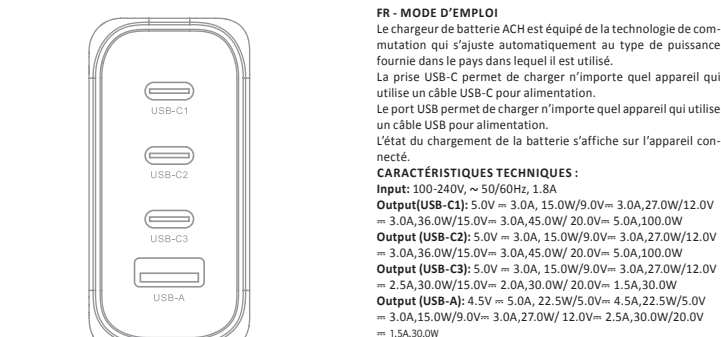 USB-C1
USB-C2
USB-C3
USB-A
FR - MODE D’EMPLOI
Le chargeur de batterie ACH est équipé de la technologie de com-
mutation qui s’ajuste automatiquement au type de puissance
fournie dans le pays dans lequel il est utilisé.
La prise USB-C permet de charger n’importe quel appareil qui
utilise un câble USB-C pour alimentation.
Le port USB permet de charger n’importe quel appareil qui utilise
un câble USB pour alimentation.
L’état du chargement de la batterie s’affiche sur l’appareil con-
necté.
CARACTÉRISTIQUES TECHNIQUES :
Input: 100-240V, ~ 50/60Hz, 1.8A
Output(USB-C1): 5.0V ⎓ 3.0A, 15.0W/9.0V⎓ 3.0A,27.0W/12.0V
⎓ 3.0A,36.0W/15.0V⎓ 3.0A,45.0W/ 20.0V⎓ 5.0A,100.0W
Output (USB-C2): 5.0V ⎓ 3.0A, 15.0W/9.0V⎓ 3.0A,27.0W/12.0V
⎓ 3.0A,36.0W/15.0V⎓ 3.0A,45.0W/ 20.0V⎓ 5.0A,100.0W
Output (USB-C3): 5.0V ⎓ 3.0A, 15.0W/9.0V⎓ 3.0A,27.0W/12.0V
⎓ 2.5A,30.0W/15.0V⎓ 2.0A,30.0W/ 20.0V⎓ 1.5A,30.0W
Output (USB-A): 4.5V ⎓ 5.0A, 22.5W/5.0V⎓ 4.5A,22.5W/5.0V
⎓ 3.0A,15.0W/9.0V⎓ 3.0A,27.0W/ 12.0V⎓ 2.5A,30.0W/20.0V
⎓ 1.5A,30.0W